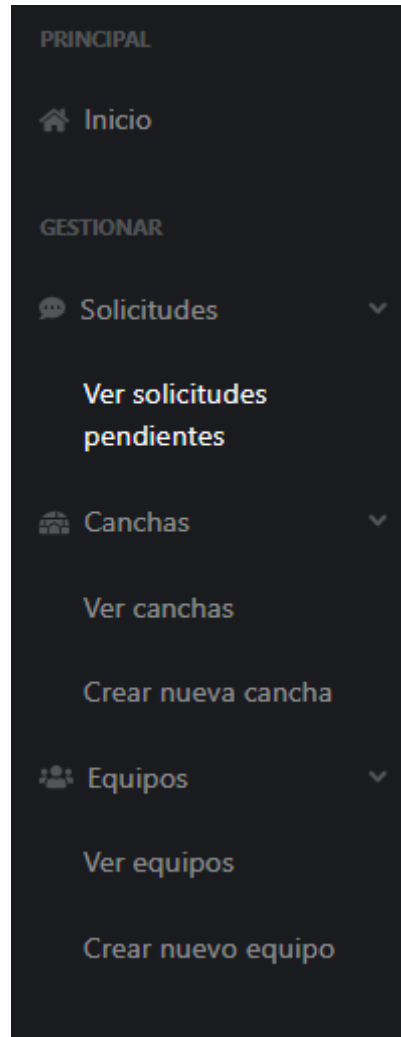 PRINCIPAL
Inicio
GESTIONAR
Solicitudes
Ver solicitudes
pendientes
Canchas
Ver canchas
Crear nueva cancha
Equipos
Ver equipos
Crear nuevo equipo